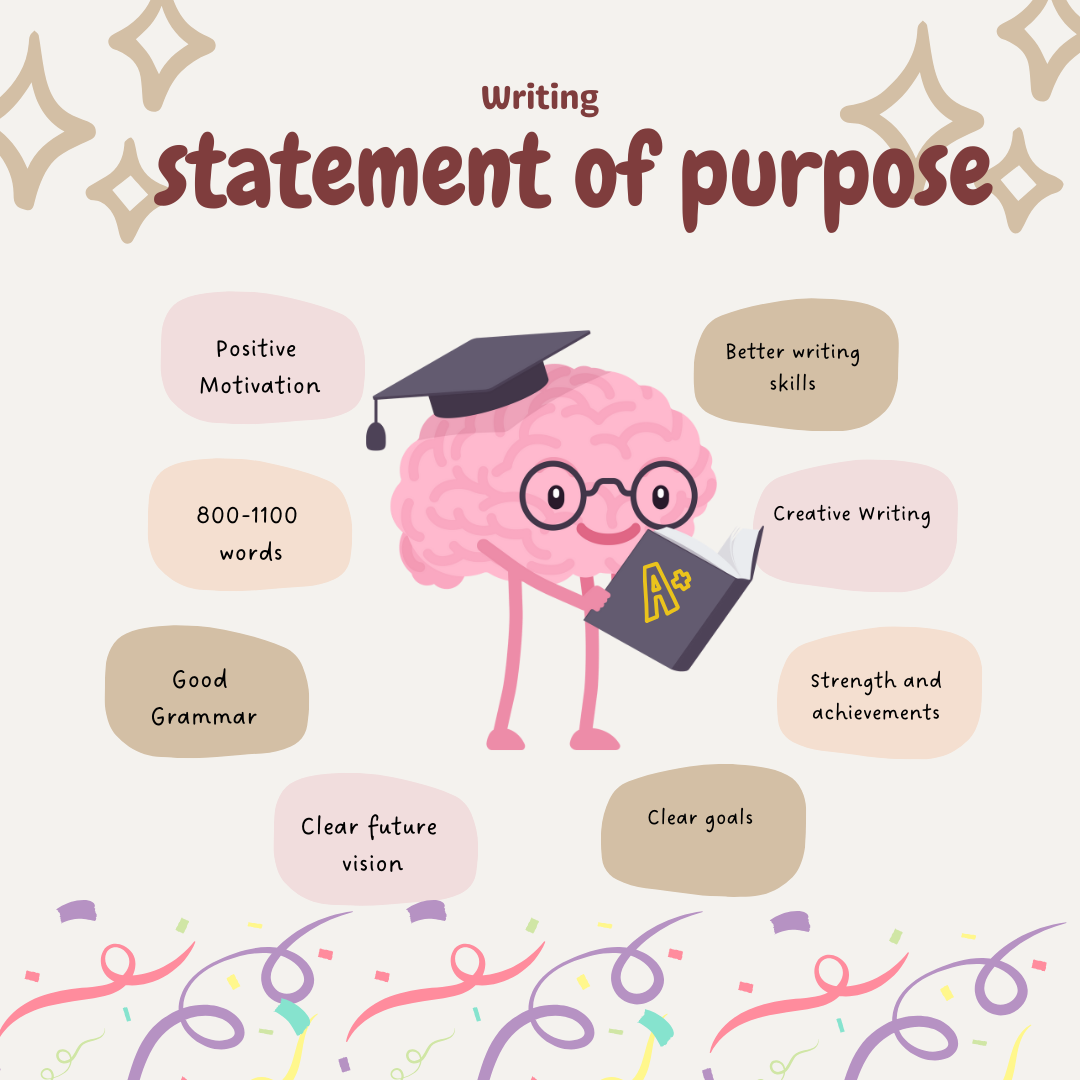 Writing
statement of purpose
Positive
Motivation
Better writing
skills
800-1100
words
Creative Writing
A+
Good
Grammar
Strength and
achievements
Clear future
vision
Clear goals